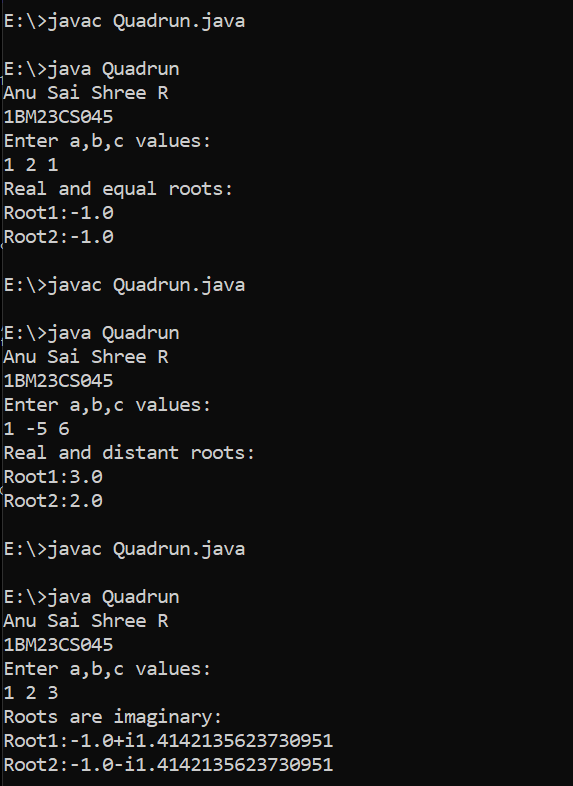 E:\>javac Quadrun.java
E:\>java Quadrun
Anu Sai Shree R
1BM23CS045
Enter a,b,c values:
1 2 1
Real and equal roots:
Root1:-1.0
Root2:-1.0
E:\>javac Quadrun.java
E:\>java Quadrun
Anu Sai Shree R
1BM23CS045
Enter a,b,c values:
1 -5 6
Real and distant roots:
Root1:3.0
Root2:2.0
E:\>javac Quadrun.java
E:\>java Quadrun
Anu Sai Shree R
1BM23CS045
Enter a,b,c values:
1 2 3
Roots are imaginary:
Root1:-1.0+i1.4142135623730951
Root2:-1.0-i1.4142135623730951